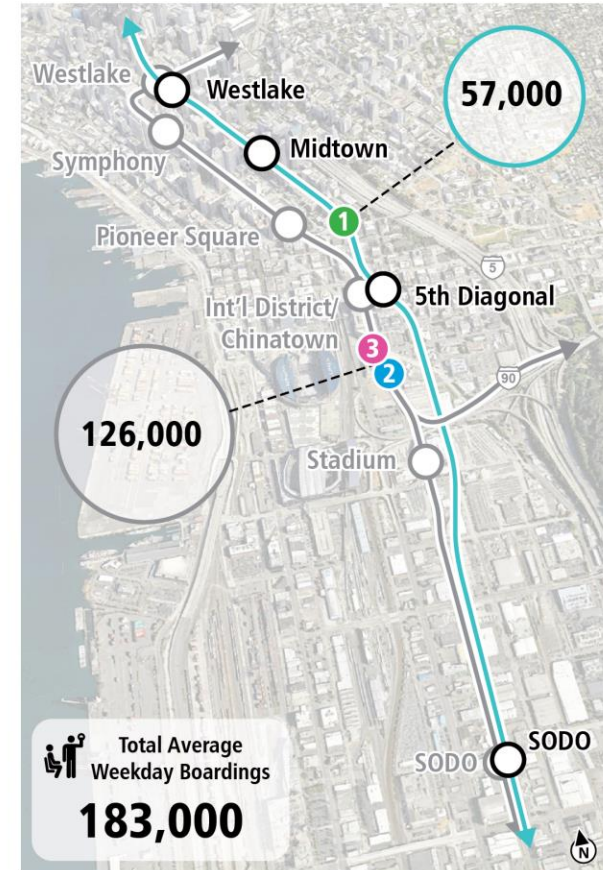 Westlake
Westlake
57,000
Symphony
Midtown
Pioneer Square
1
5
Int'l District/
Chinatown
5th Diagonal
3
2
90
126,000
Stadium
Total Average
Weekday Boardings
183,000
SODO
SODO
N